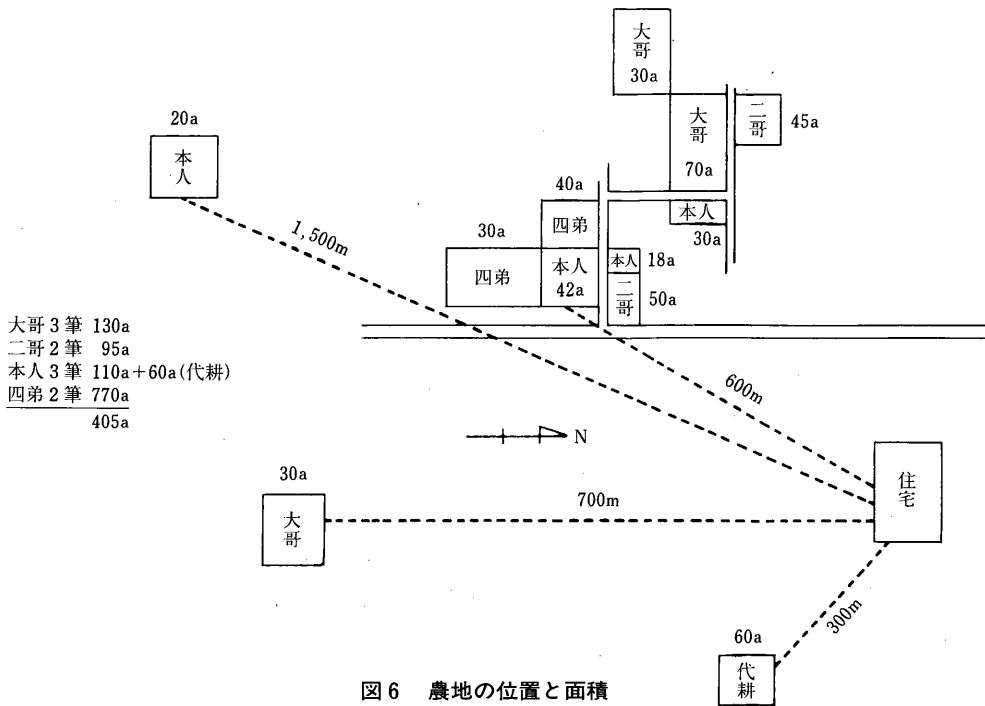 大哥
30a
大哥
70a
二哥
45a
20a
本人
40a
四弟
本人
30a
30a
四弟
本人
42a
本人
18a
二哥
50a
1,500m
600m
大哥3筆 130a
二哥2筆 95a
本人3筆 110a+60a(代耕)
四弟2筆 770a
405a
N
30a
大哥
700m
住宅
300m
60a
代耕
図6 農地の位置と面積